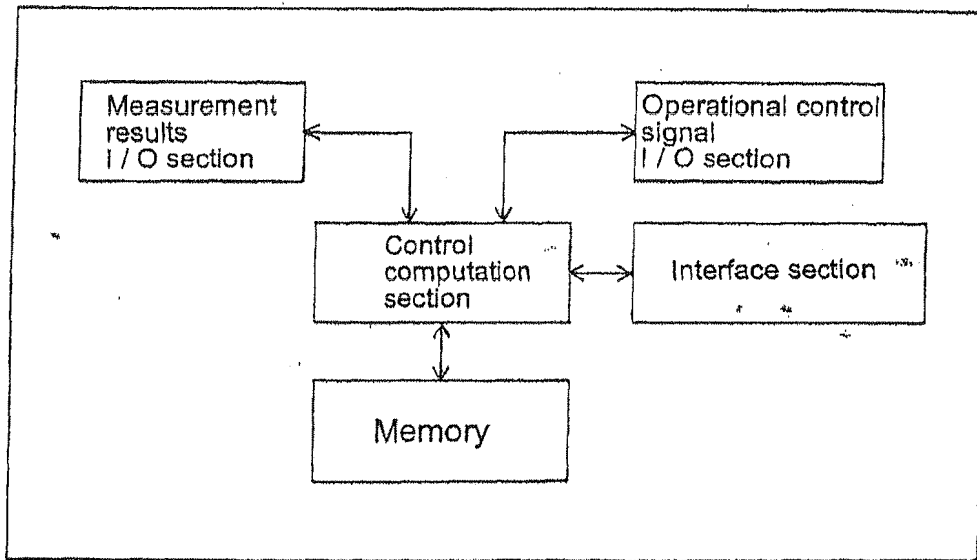 Measurement
results
I / O section
Operational control
signal
I / O section
Control
computation
section
Interface section
Memory